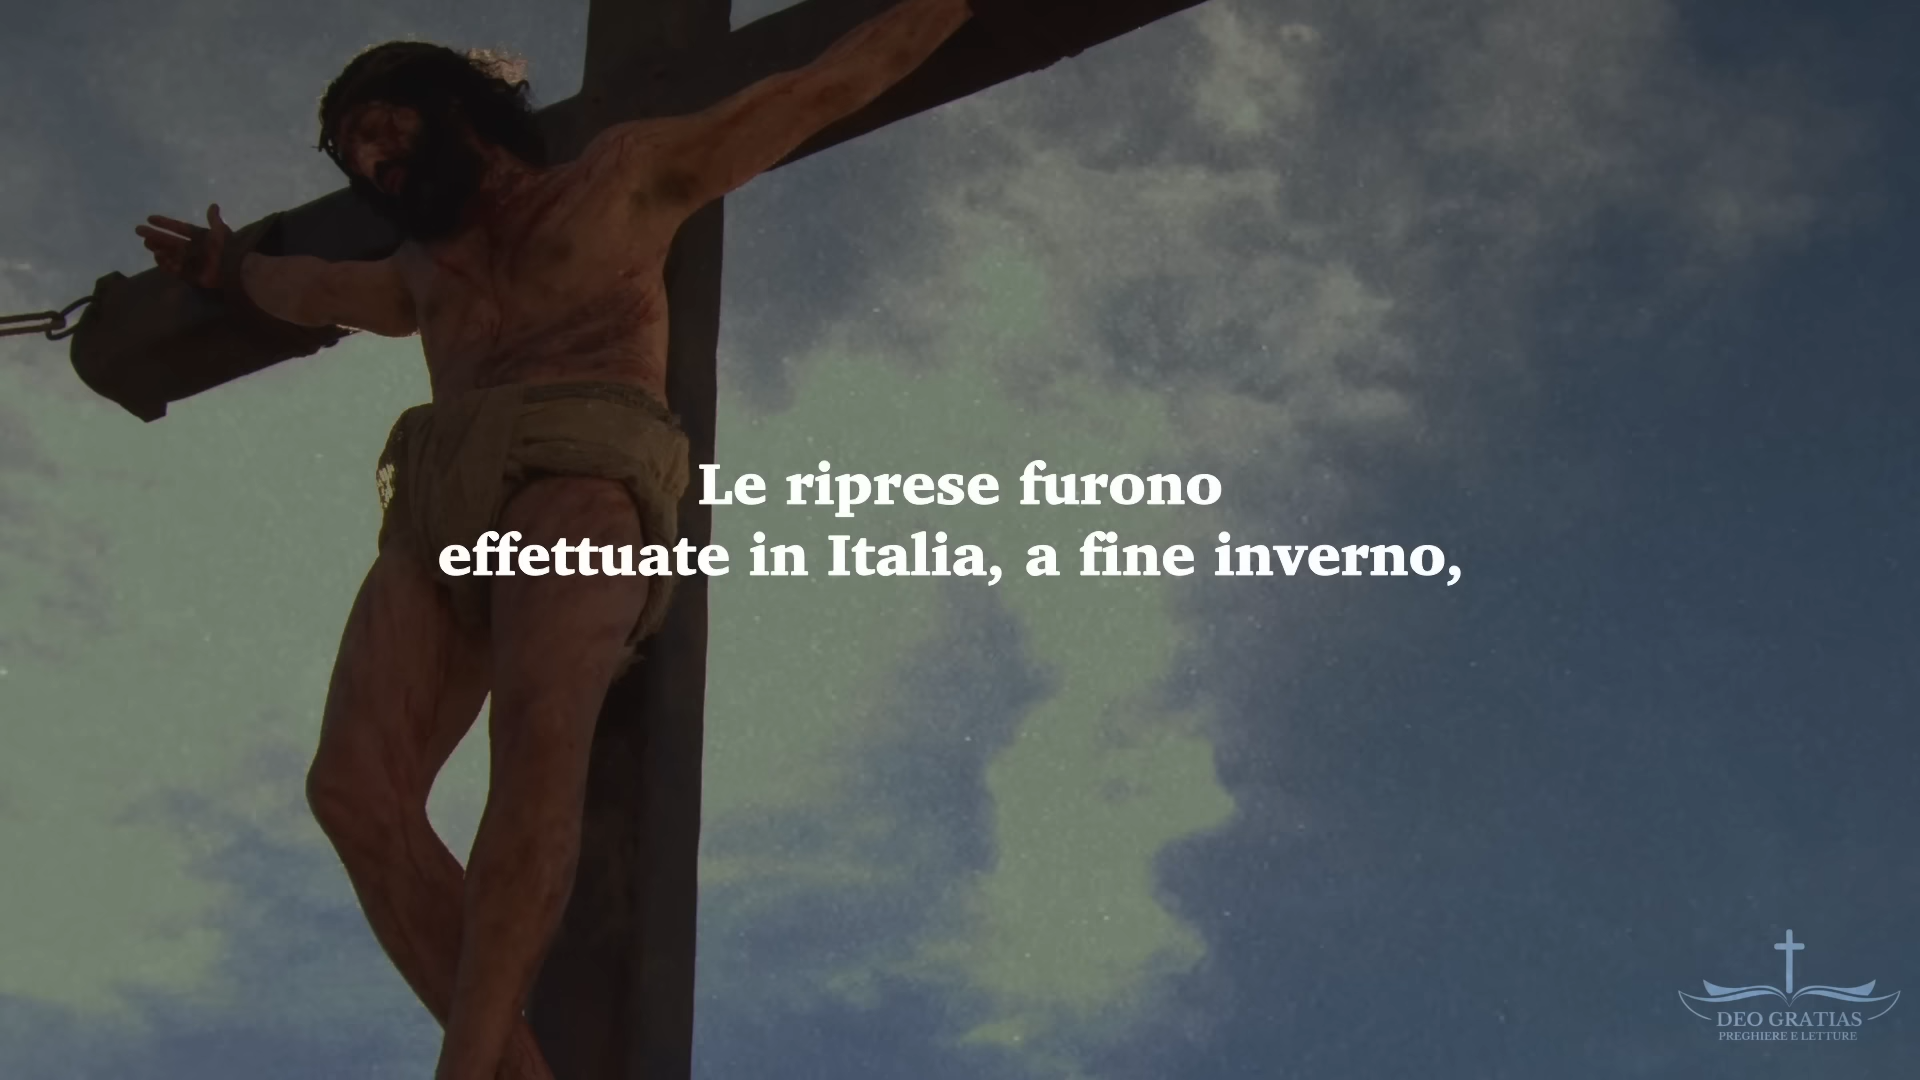 Le riprese furono
effettuate in Italia, a fine inverno,
DEO GRATIAS
PREGHIERE E LETTURE